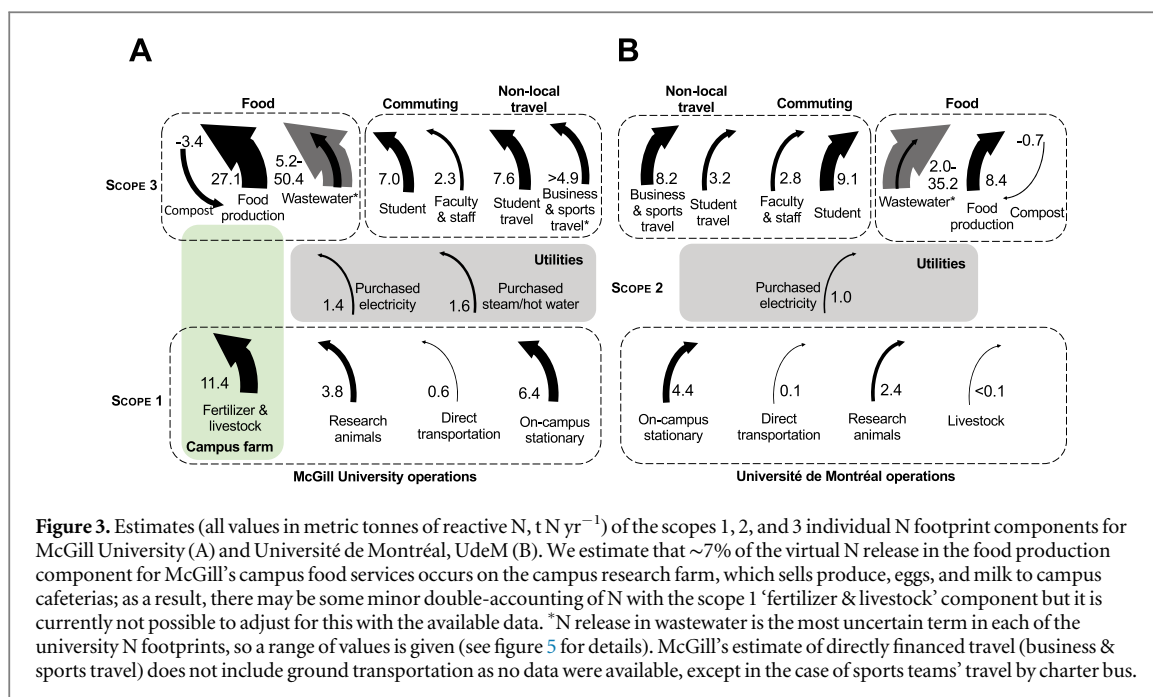 A
B
Food
Commuting
Non-local
travel
Non-local
travel
Commuting
Food
SCOPE 3
-3.4
Compost
27.1
Food
production
5.2-
50.4
Wastewater*
7.0
Student
2.3
Faculty
& staff
7.6
Student
travel
>4.9
Business
& sports
travel*
8.2
Business
& sports
travel
3.2
Student
travel
2.8
Faculty
& staff
9.1
Student
2.0-
35.2
Wastewater*
8.4
Food
production
-0.7
Compost
Utilities
1.4
Purchased
electricity
1.6
Purchased
steam/hot water
SCOPE 2
Utilities
Purchased
electricity
1.0
SCOPE 1
11.4
Fertilizer &
livestock
Campus farm
3.8
Research
animals
0.6
Direct
transportation
6.4
On-campus
stationary
4.4
On-campus
stationary
0.1
Direct
transportation
2.4
Research
animals
<0.1
Livestock
McGill University operations
Université de Montréal operations
Figure 3. Estimates (all values in metric tonnes of reactive N, t N yr−1) of the scopes 1, 2, and 3 individual N footprint components for
McGill University (A) and Université de Montréal, UdeM (B). We estimate that ∼7% of the virtual N release in the food production
component for McGill's campus food services occurs on the campus research farm, which sells produce, eggs, and milk to campus
cafeterias; as a result, there may be some minor double-accounting of N with the scope 1 'fertilizer & livestock' component but it is
currently not possible to adjust for this with the available data. *N release in wastewater is the most uncertain term in each of the
university N footprints, so a range of values is given (see figure 5 for details). McGill's estimate of directly financed travel (business &
sports travel) does not include ground transportation as no data were available, except in the case of sports teams' travel by charter bus.